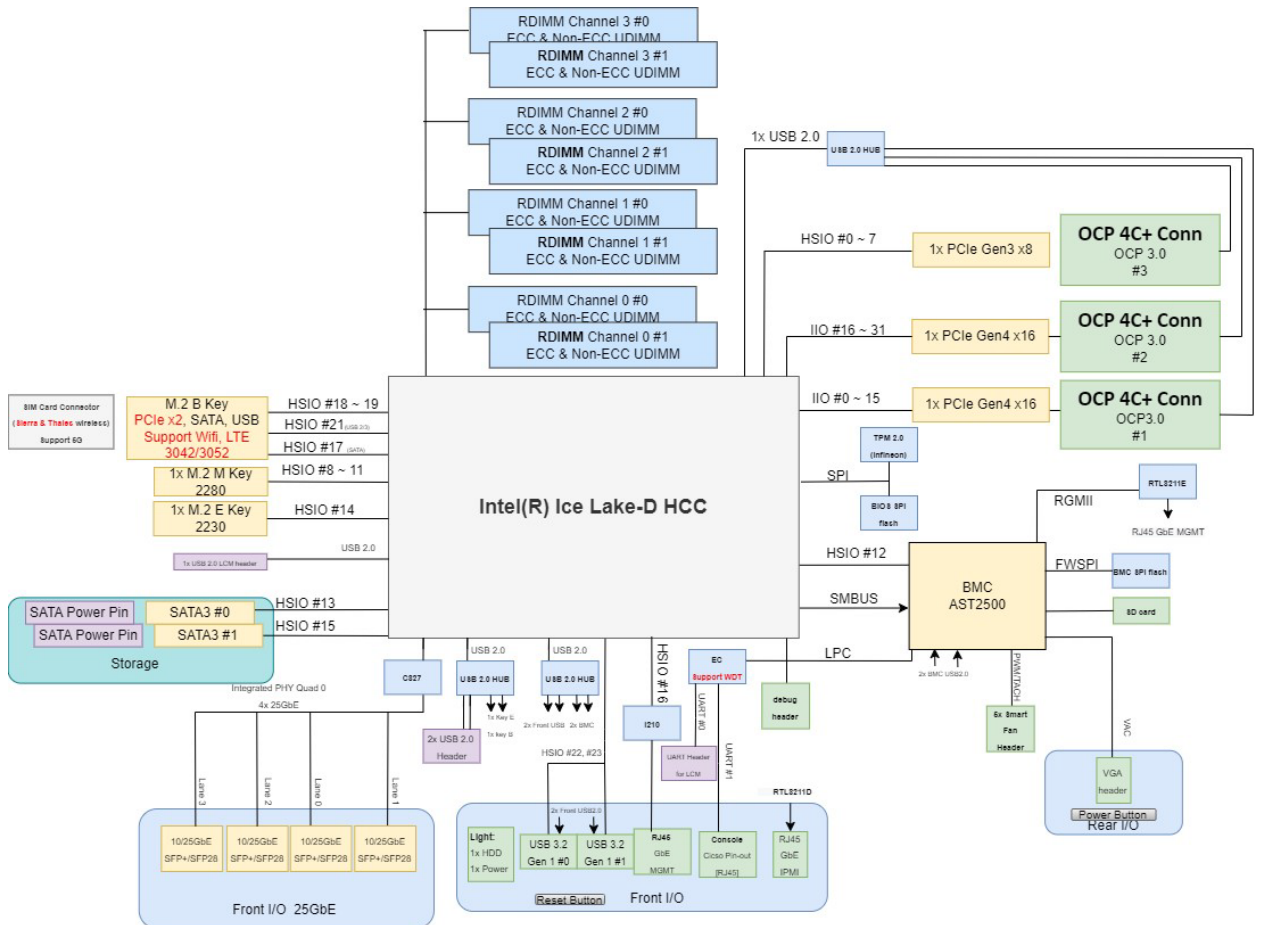 RDIMM Channel 3 #0
ECC & Non-ECC UDIMM
RDIMM Channel 3 #1
ECC & Non-ECC UDIMM
RDIMM Channel 2 #0
ECC & Non-ECC UDIMM
RDIMM Channel 2 #1
ECC & Non-ECC UDIMM
RDIMM Channel 1 #0
ECC & Non-ECC UDIMM
RDIMM Channel 1 #1
ECC & Non-ECC UDIMM
RDIMM Channel 0 #0
ECC & Non-ECC UDIMM
RDIMM Channel 0 #1
ECC & Non-ECC UDIMM
1x USB 2.0
USB 2.0 HUB
HSIO #0 ~ 7
1x PCIe Gen3 x8
OCP 4C+ Conn
OCP 3.0
#3
IIO #16 ~ 31
1x PCIe Gen4 x16
OCP 4C+ Conn
OCP 3.0
#2
IIO #0 ~ 15
1x PCIe Gen4 x16
OCP 4C+ Conn
OCP3.0
#1
SIM Card Connector
(Sierra & Thales wireless)
Support 5G
M.2 B Key
PCIe x2, SATA, USB
Support Wifi, LTE
3042/3052
HSIO #18 ~ 19
HSIO #21 (USB 2/3)
HSIO #17 (SATA)
1x M.2 M Key
2280
HSIO #8 ~ 11
1x M.2 E Key
2230
HSIO #14
1x USB 2.0 LCM header
USB 2.0
Intel(R) Ice Lake-D HCC
TPM 2.0
(Infineon)
SPI
BIOS SPI
flash
RTL8211E
RGMII
RJ45 GbE MGMT
HSIO #12
SMBUS
LPC
BMC
AST2500
FWSPI
BMC SPI flash
SD card
2x BMC USB2.0
PWM/TACH
6x Smart
Fan
Header
VAC
VGA
header
Power Button
Rear I/O
SATA Power Pin
SATA3 #0
HSIO #13
SATA Power Pin
SATA3 #1
HSIO #15
Storage
Integrated PHY Quad 0
C827
4x 25GbE
Lane 3
Lane 2
Lane 0
Lane 1
10/25GbE
SFP+/SFP28
10/25GbE
SFP+/SFP28
10/25GbE
SFP+/SFP28
10/25GbE
SFP+/SFP28
Front I/O 25GbE
USB 2.0
USB 2.0 HUB
1x Key E
1x key B
2x USB 2.0
Header
USB 2.0
USB 2.0 HUB
2x Front USB
2x BMC
HSIO #22, #23
HSIO #16
I210
EC
Support WDT
UART #0
UART #1
UART Header
for LCM
debug
header
Light:
1x HDD
1x Power
2x Front USB2.0
USB 3.2
Gen 1 #0
USB 3.2
Gen 1 #1
RJ45
GbE
MGMT
Console
Cicso Pin-out
[RJ45]
RTL8211D
RJ45
GbE
IPMI
Reset Button
Front I/O